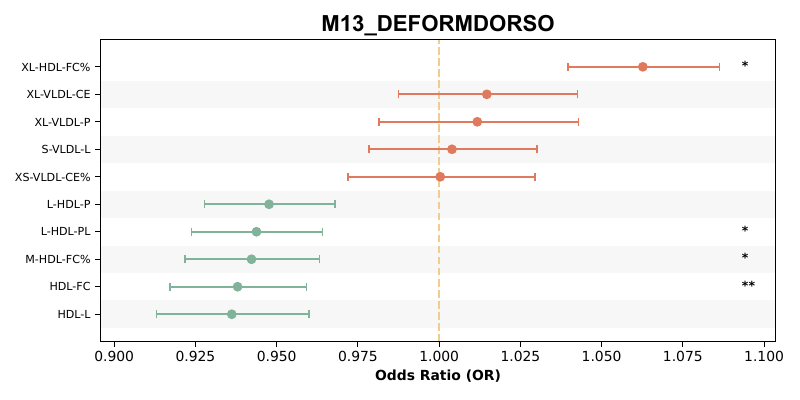 M13_DEFORMDORSO
XL-HDL-FC% *
XL-VLDL-CE
XL-VLDL-P
S-VLDL-L
XS-VLDL-CE%
L-HDL-P
L-HDL-PL *
M-HDL-FC% *
HDL-FC **
HDL-L
0.900 0.925 0.950 0.975 1.000 1.025 1.050 1.075 1.100
Odds Ratio (OR)